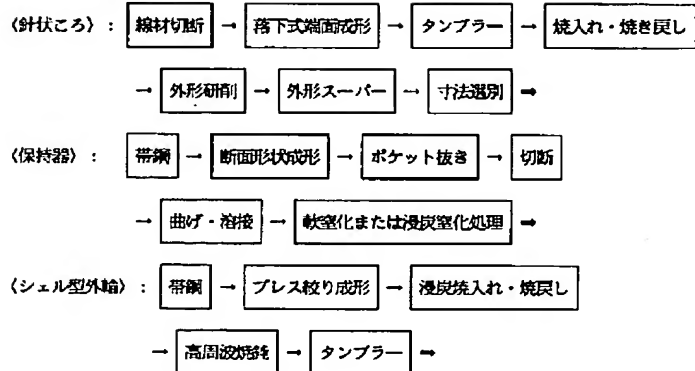 〈針状ころ〉： 線材切断 → 落下式端面成形 → タンブラー → 焼入れ・焼き戻し
→ 外形研削 → 外形スーパー → 寸法選別 ➡
〈保持器〉： 帯鋼 → 断面形状成形 → ポケット抜き → 切断
→ 曲げ・溶接 → 軟窒化または浸炭窒化処理 ➡
〈シェル型外輪〉： 帯鋼 → プレス絞り成形 → 浸炭焼入れ・焼戻し
→ 高周波焼鈍 → タンブラー ➡